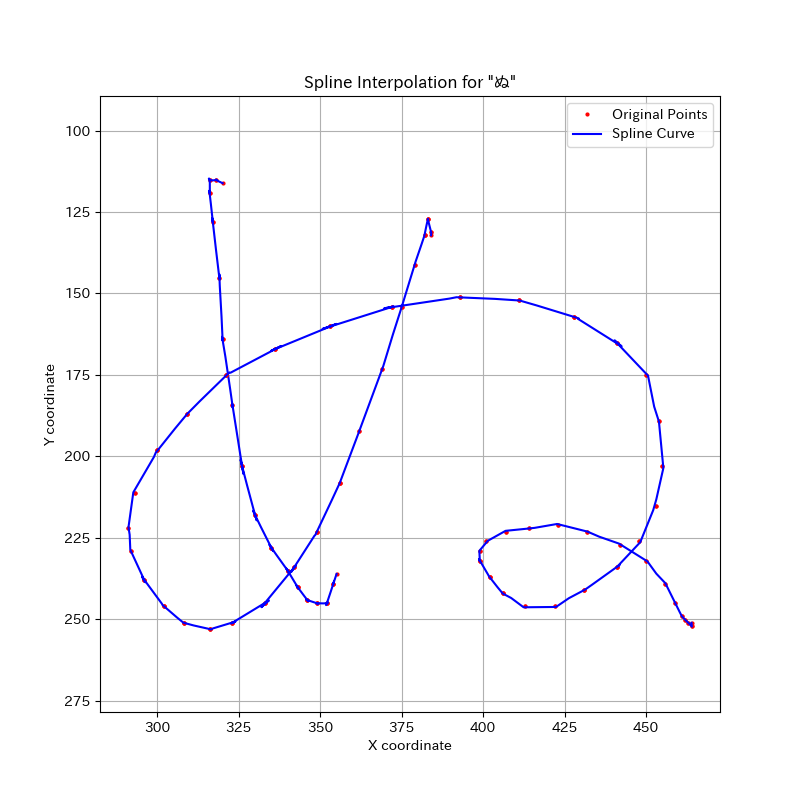 Spline Interpolation for "ぬ"
Original Points
Spline Curve
Y coordinate
100
125
150
175
200
225
250
275
ぬ
300 325 350 375 400 425 450
X coordinate